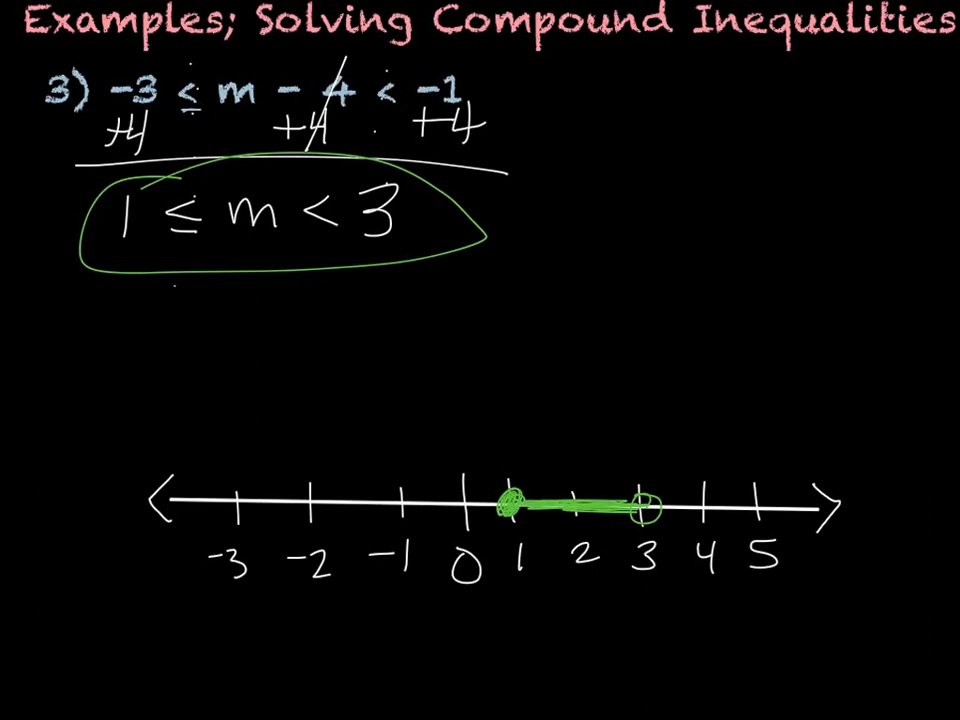 Examples; Solving Compound Inequalities
3) -3 ≤ m - 4 < -1
+4 +4 +4
1 ≤ m < 3
-3 -2 -1 0 1 2 3 4 5